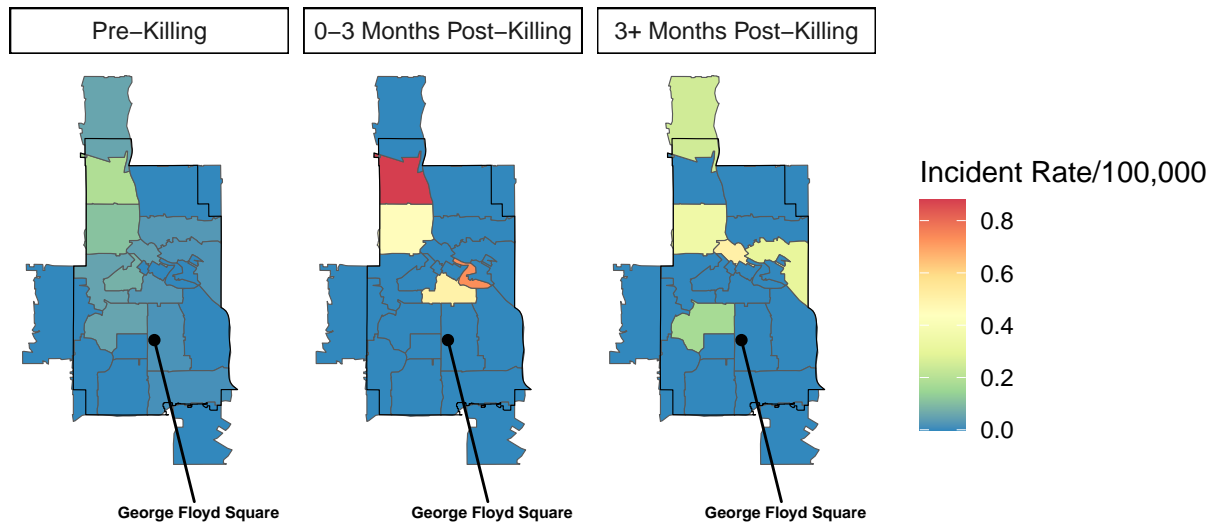 Pre−Killing
0−3 Months Post−Killing
3+ Months Post−Killing
Incident Rate/100,000
0.8
0.6
0.4
0.2
0.0
George Floyd Square
George Floyd Square
George Floyd Square